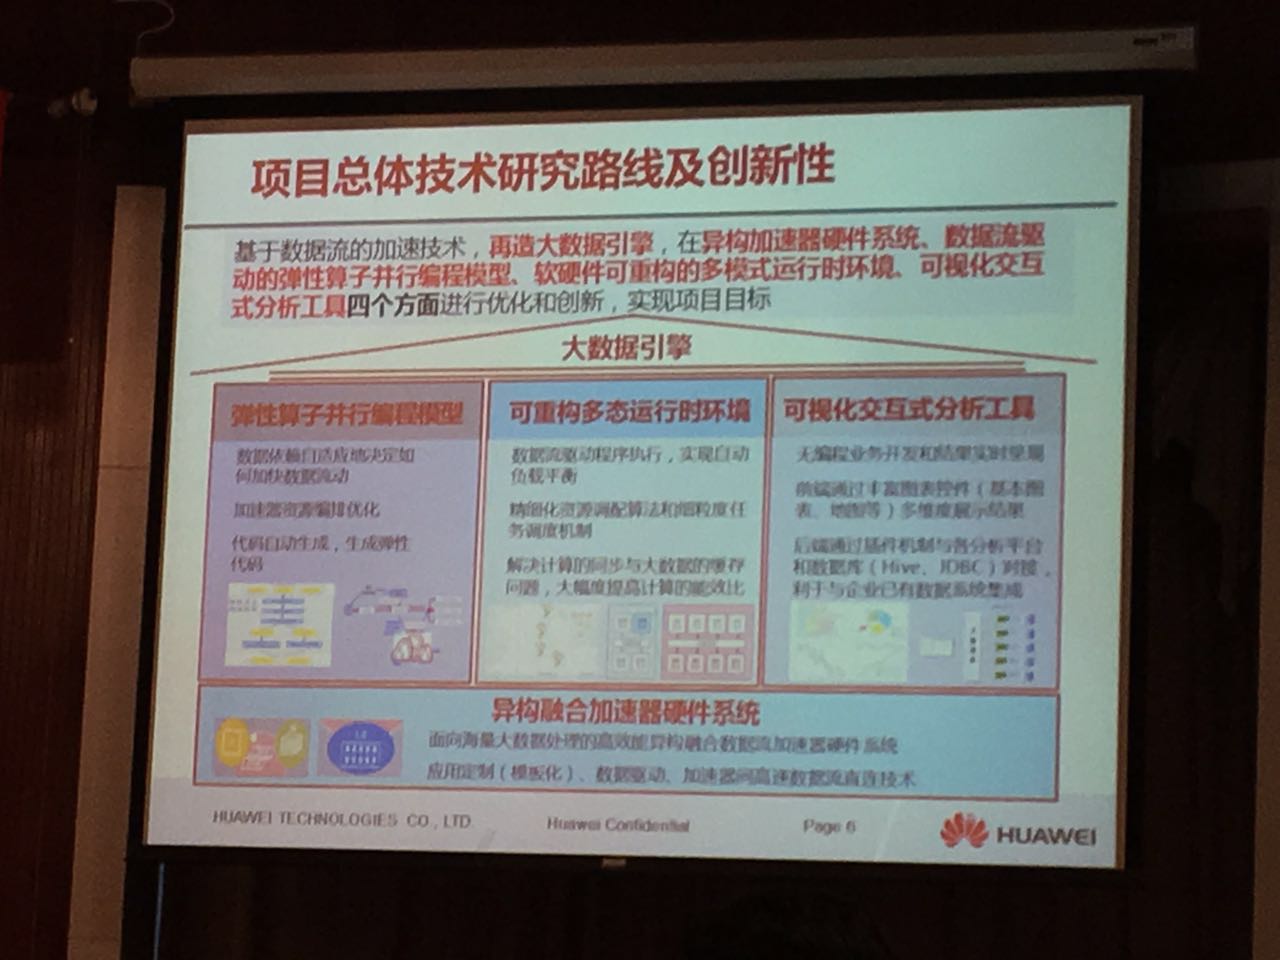 项目总体技术研究路线及创新性
基于数据流的加速技术，再造大数据引擎，在异构加速器硬件系统、数据流驱
动的弹性算子并行编程模型、软硬件可重构的多模式运行时环境、可视化交互
式分析工具四个方面进行优化和创新，实现项目目标
大数据引擎
弹性算子并行编程模型
数据依赖自适应地决定如
何加快数据流动
加速器资源编排优化
代码自动生成，生成弹性
代码
可重构多态运行时环境
数据流驱动程序执行，实现自动
负载平衡
精细化资源调配算法和细粒度任
务调度机制
解决计算的同步与大数据的缓存
问题，大幅度提高计算的能效比
可视化交互式分析工具
无编程业务开发和结果实时呈现
前端通过丰富图表控件（基本图
表、地图等）多维度展示结果
后端通过插件机制与各分析平台
和数据库（Hive、JDBC）对接，
利于与企业已有数据系统集成
异构融合加速器硬件系统
面向海量大数据处理的高效能异构融合数据流加速器硬件系统
应用定制（模板化）、数据驱动、加速器间高速数据流直连技术
HUAWEI TECHNOLOGIES CO., LTD.
Huawei Confidential
Page 6
HUAWEI